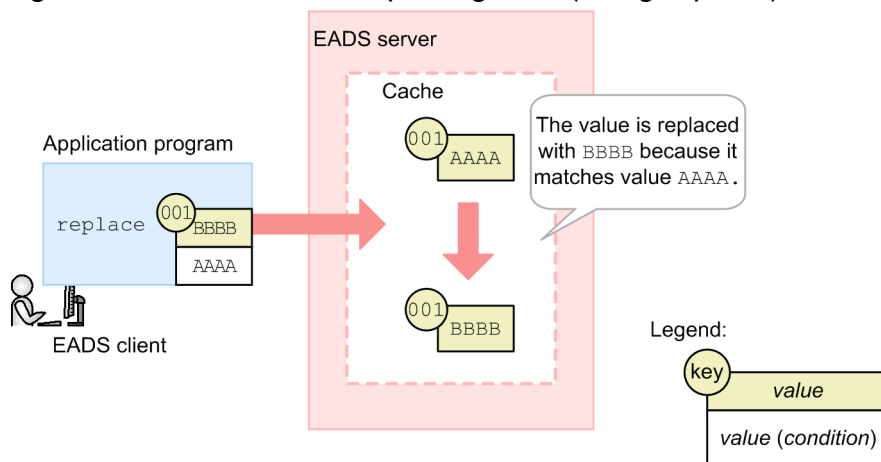 EADS server
Cache
Application program
001
AAAA
The value is replaced
with BBBB because it
matches value AAAA.
replace
001
BBBB
AAAA
001
BBBB
EADS client
Legend:
key
value
value (condition)